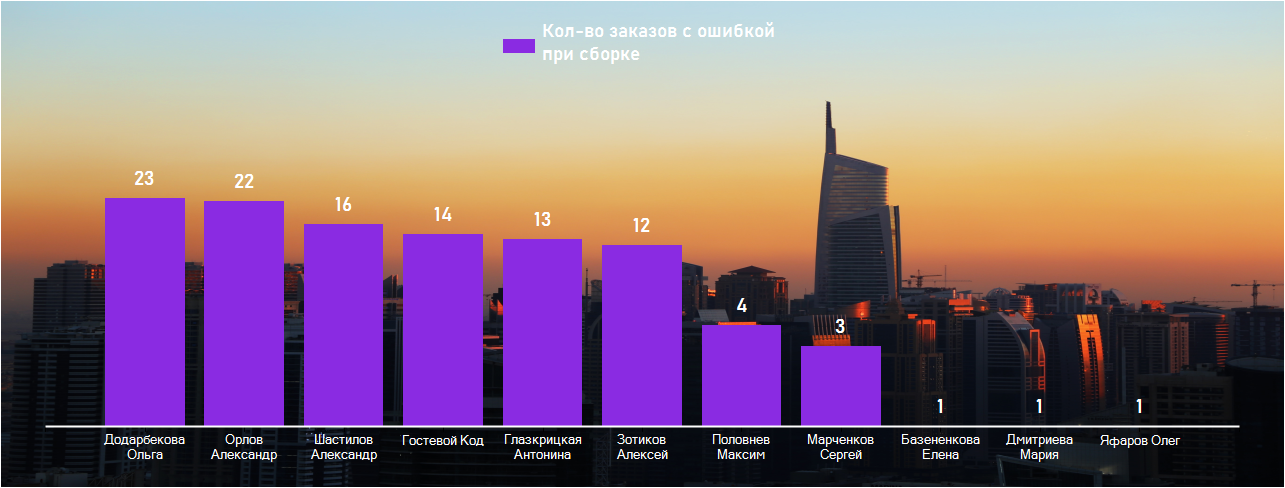 Кол-во заказов с ошибкой
при сборке
23
22
16
14
13
12
4
3
1
1
1
Додарбекова
Ольга
Орлов
Александр
Шастилов
Александр
Гостевой Код
Глазкрицкая
Антонина
Зотиков
Алексей
Половнев
Максим
Марченков
Сергей
Базененкова
Елена
Дмитриева
Мария
Яфаров Олег